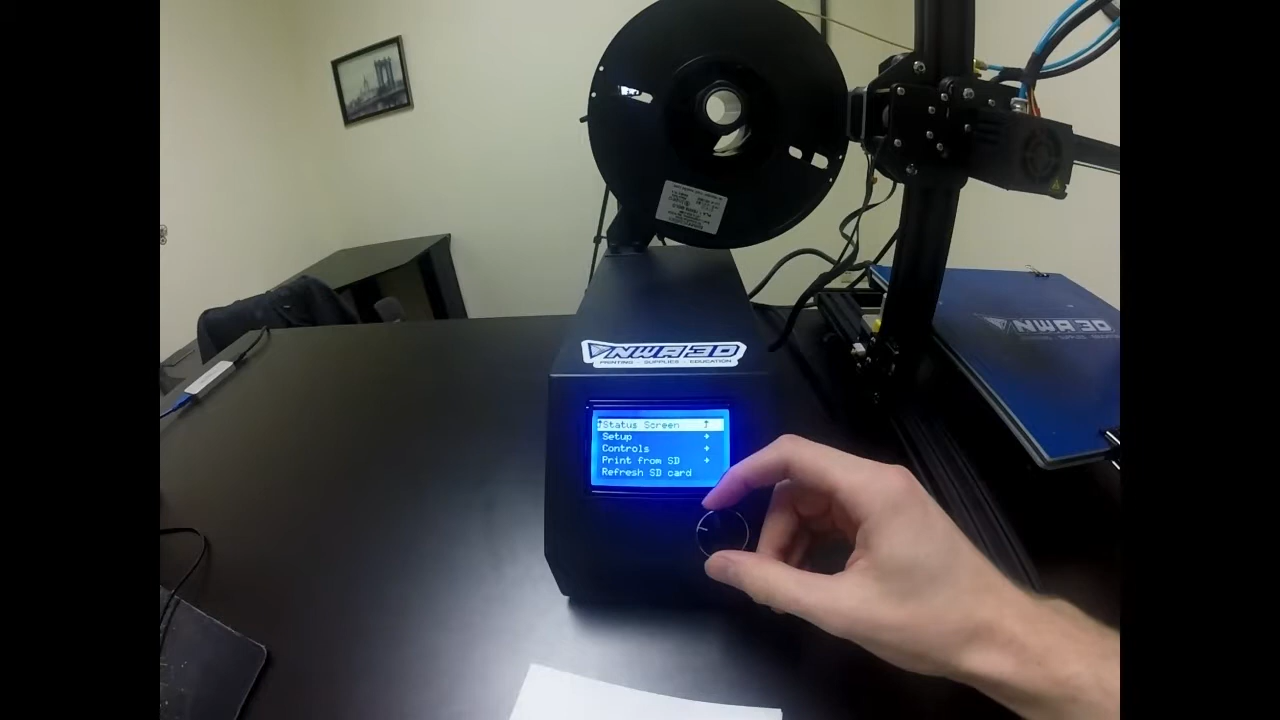 NWA3D
PRINTING SUPPLIES EDUCATION
Status Screen
Setup
Controls
Print from SD
Refresh SD card
NWA3D